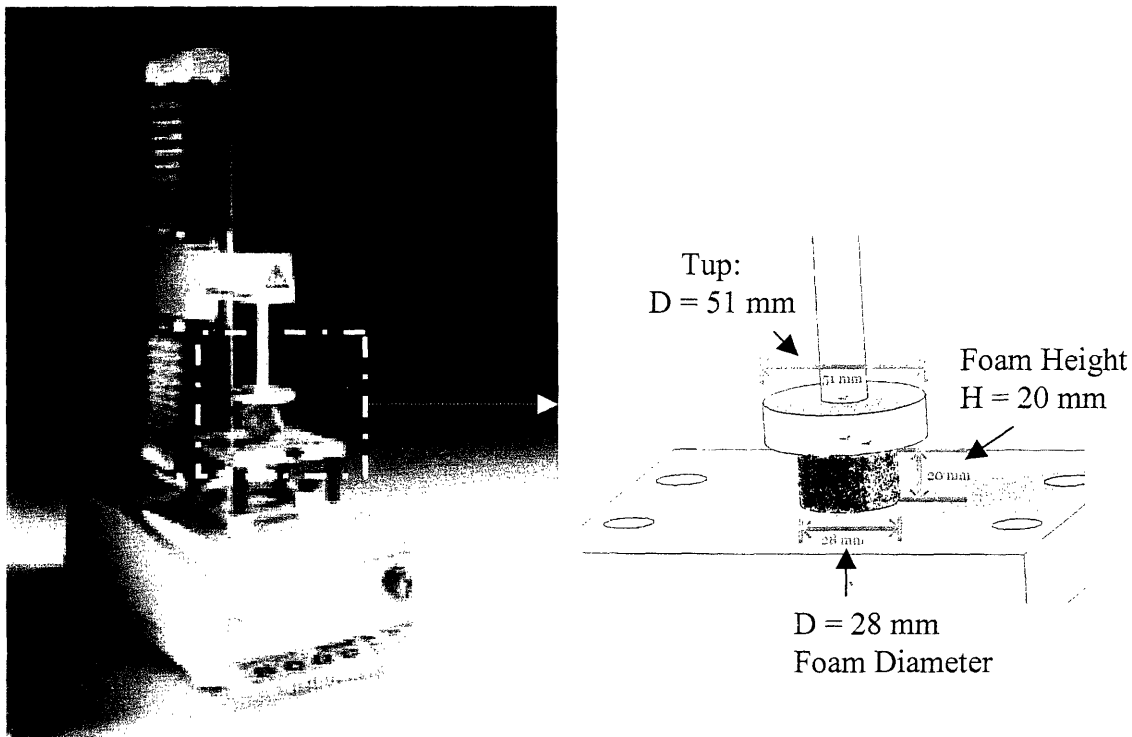 Tup:
D = 51 mm
51 mm
Foam Height
H = 20 mm
20 mm
28 mm
D = 28 mm
Foam Diameter